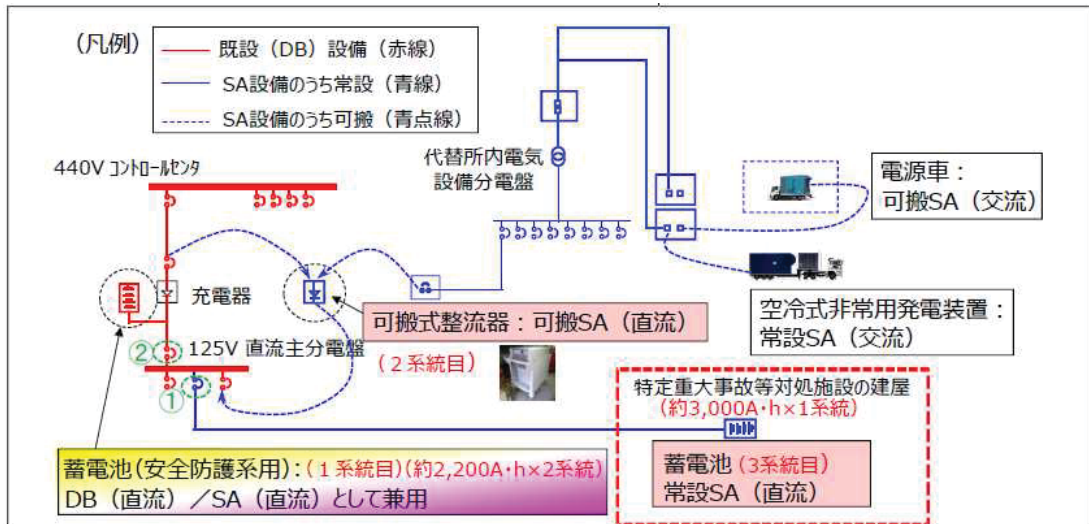 (凡例)
既設（DB）設備（赤線）
SA設備のうち常設（青線）
SA設備のうち可搬（青点線）
440V コントロールセンタ
代替所内電気
設備分電盤
電源車：
可搬SA（交流）
充電器
可搬式整流器：可搬SA（直流）
（２系統目）
空冷式非常用発電装置：
常設SA（交流）
② 125V 直流主分電盤
①
特定重大事故等対処施設の建屋
(約3,000A･h×1系統)
蓄電池（安全防護系用）：(１系統目)(約2,200A･h×2系統)
DB（直流）／SA（直流）として兼用
蓄電池（3系統目）
常設SA（直流）